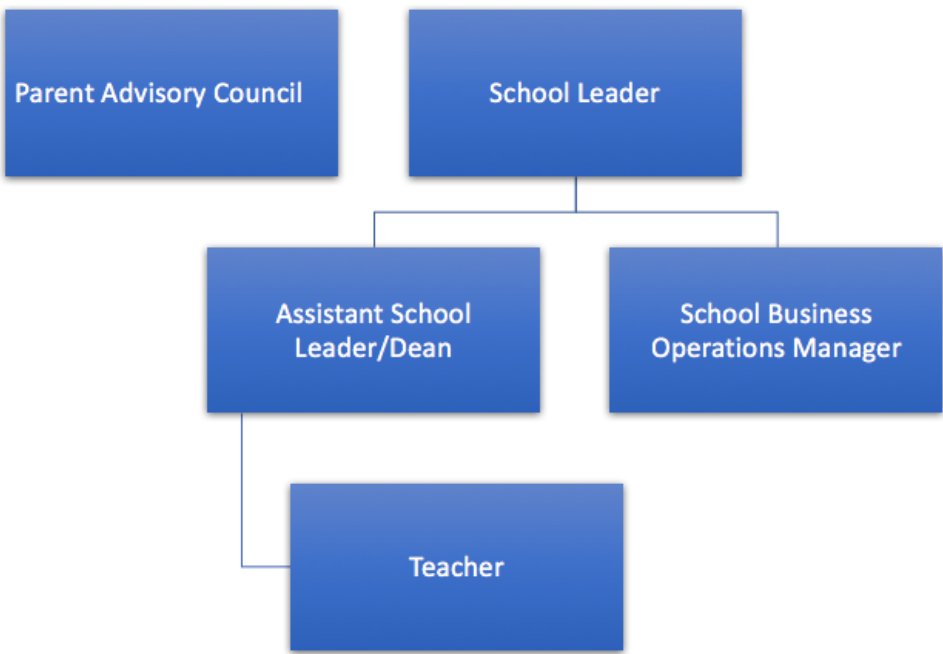 Parent Advisory Council
School Leader
Assistant School
Leader/Dean
School Business
Operations Manager
Teacher